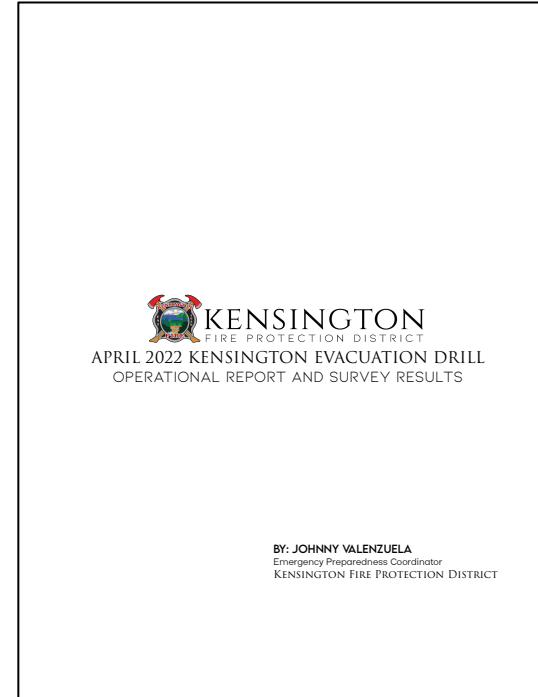 KENSINGTON
FIRE PROTECTION DISTRICT
APRIL 2022 KENSINGTON EVACUATION DRILL
OPERATIONAL REPORT AND SURVEY RESULTS
BY: JOHNNY VALENZUELA
Emergency Preparedness Coordinator
KENSINGTON FIRE PROTECTION DISTRICT